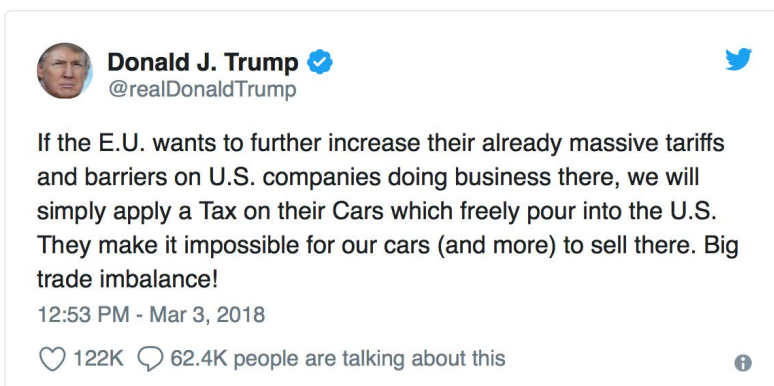 Donald J. Trump
@realDonaldTrump
If the E.U. wants to further increase their already massive tariffs
and barriers on U.S. companies doing business there, we will
simply apply a Tax on their Cars which freely pour into the U.S.
They make it impossible for our cars (and more) to sell there. Big
trade imbalance!
12:53 PM - Mar 3, 2018
122K 62.4K people are talking about this